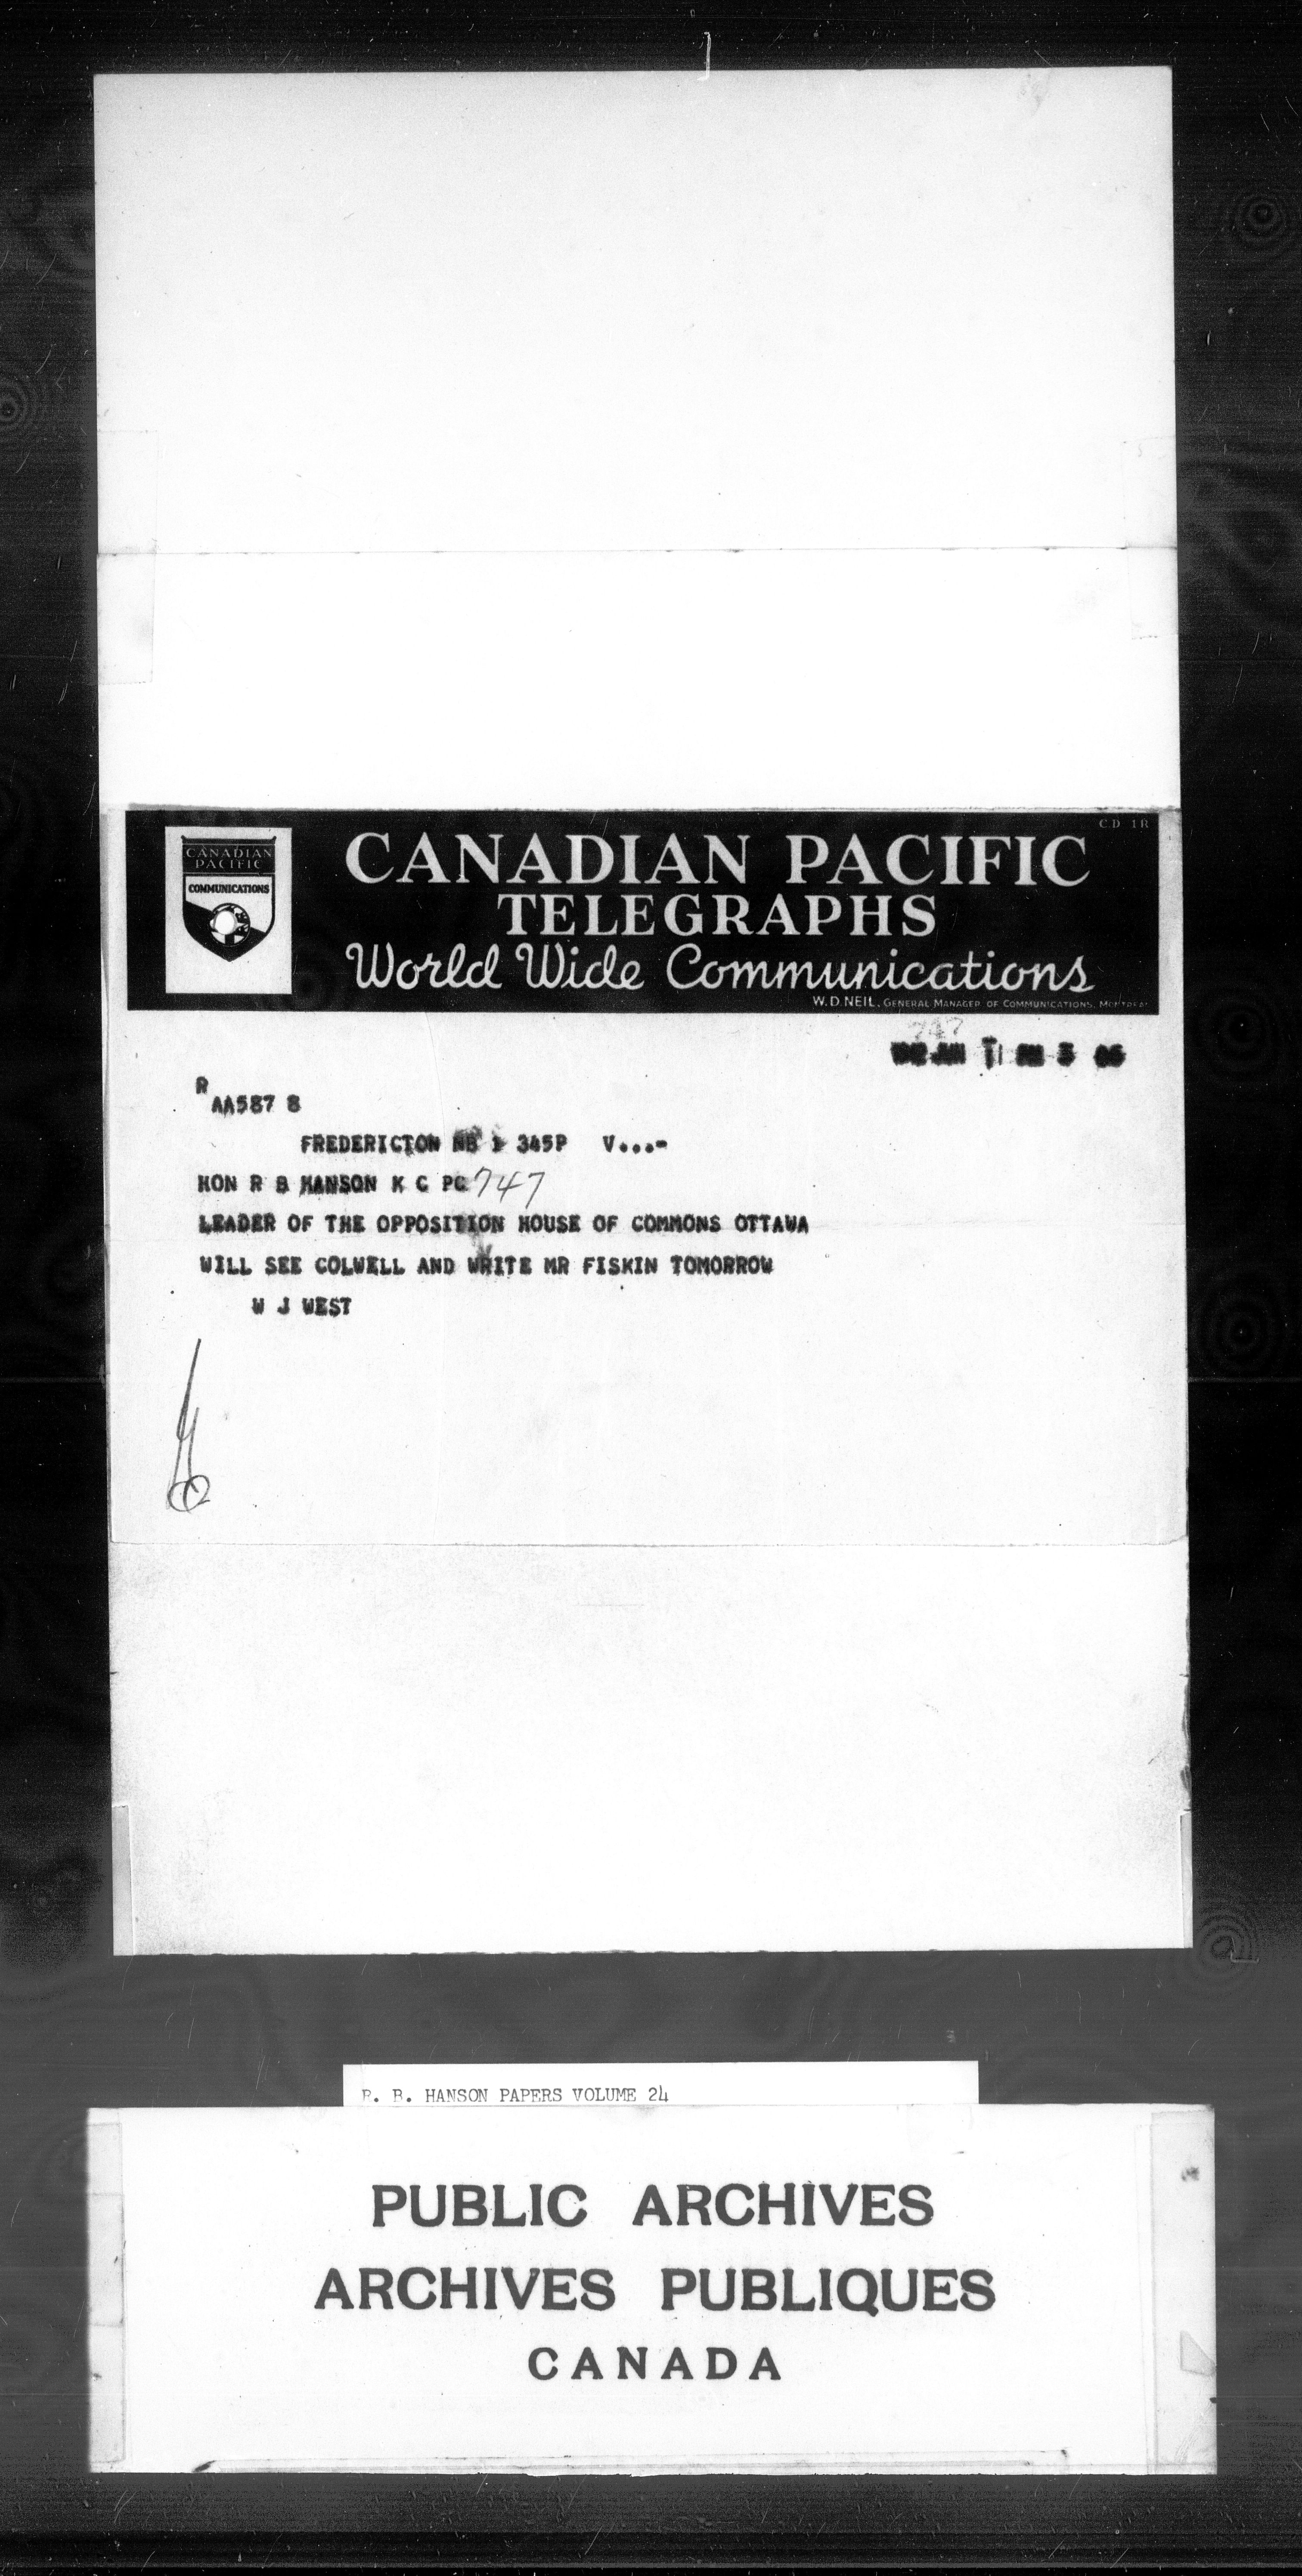 CD 1R
CANADIAN
PACIFIC
COMMUNICATIONS
CANADIAN PACIFIC
TELEGRAPHS
World Wide Communications
W.D. NEIL, GENERAL MANAGER OF COMMUNICATIONS, MONTREAL
747
R
AA587 8
FREDERICTON NB 1 345P V...-
HON R B HANSON K C PC 747
LEADER OF THE OPPOSITION HOUSE OF COMMONS OTTAWA
WILL SEE COLWELL AND WRITE MR FISKIN TOMORROW
W J WEST
R. B. HANSON PAPERS VOLUME 24
PUBLIC ARCHIVES
ARCHIVES PUBLIQUES
CANADA